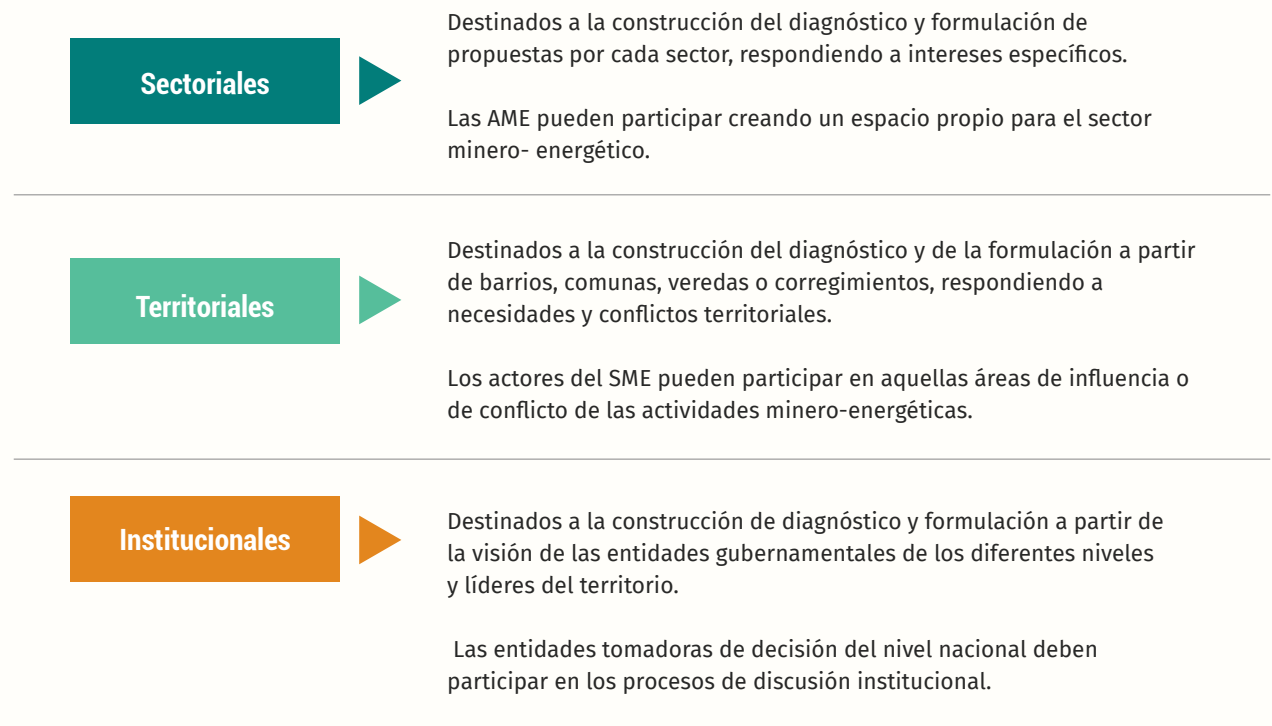 Sectoriales
Destinados a la construcción del diagnóstico y formulación de
propuestas por cada sector, respondiendo a intereses específicos.
Las AME pueden participar creando un espacio propio para el sector
minero- energético.
Territoriales
Destinados a la construcción del diagnóstico y de la formulación a partir
de barrios, comunas, veredas o corregimientos, respondiendo a
necesidades y conflictos territoriales.
Los actores del SME pueden participar en aquellas áreas de influencia o
de conflicto de las actividades minero-energéticas.
Institucionales
Destinados a la construcción de diagnóstico y formulación a partir de
la visión de las entidades gubernamentales de los diferentes niveles
y líderes del territorio.
Las entidades tomadoras de decisión del nivel nacional deben
participar en los procesos de discusión institucional.